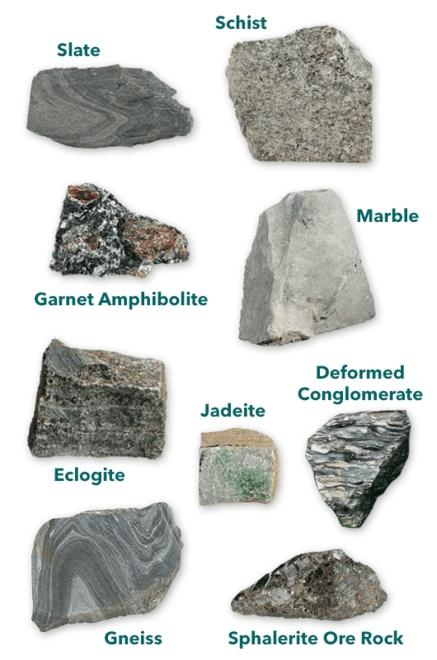 Schist
Slate
Marble
Garnet Amphibolite
Deformed
Conglomerate
Jadeite
Eclogite
Gneiss
Sphalerite Ore Rock